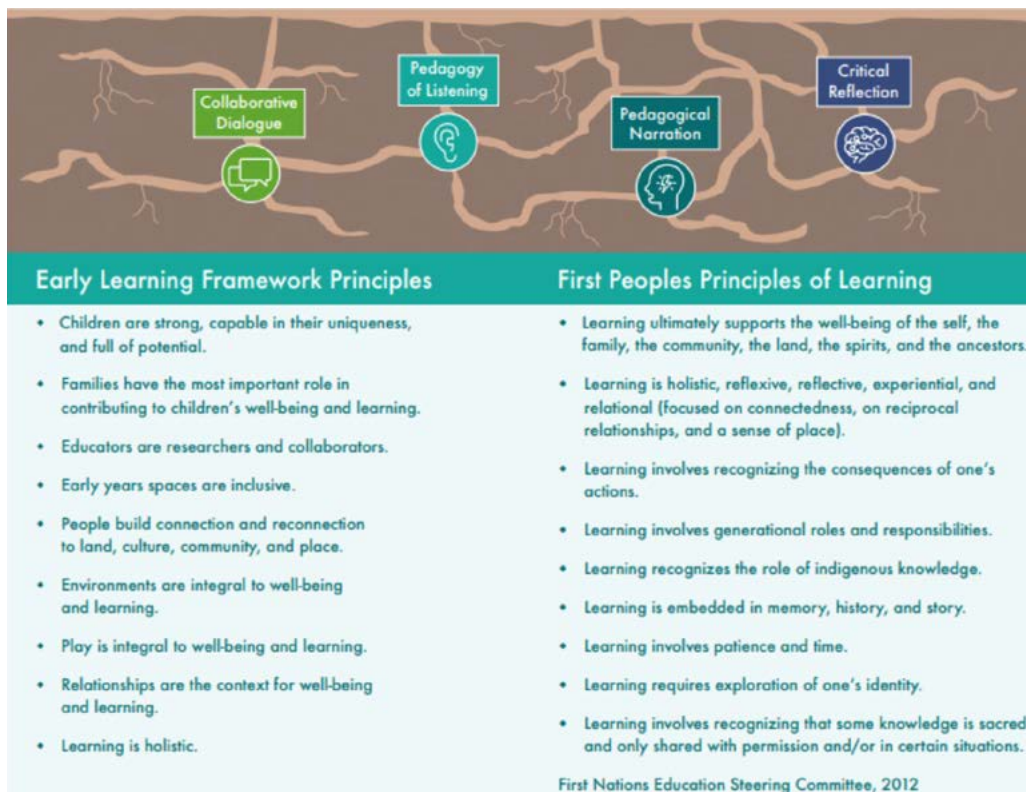 Collaborative
Dialogue
Pedagogy
of Listening
Pedagogical
Narration
Critical
Reflection
Early Learning Framework Principles
• Children are strong, capable in their uniqueness,
and full of potential.
• Families have the most important role in
contributing to children's well-being and learning.
• Educators are researchers and collaborators.
• Early years spaces are inclusive.
• People build connection and reconnection
to land, culture, community, and place.
• Environments are integral to well-being
and learning.
• Play is integral to well-being and learning.
• Relationships are the context for well-being
and learning.
• Learning is holistic.
First Peoples Principles of Learning
• Learning ultimately supports the well-being of the self, the
family, the community, the land, the spirits, and the ancestors.
• Learning is holistic, reflexive, reflective, experiential, and
relational (focused on connectedness, on reciprocal
relationships, and a sense of place).
• Learning involves recognizing the consequences of one's
actions.
• Learning involves generational roles and responsibilities.
• Learning recognizes the role of indigenous knowledge.
• Learning is embedded in memory, history, and story.
• Learning involves patience and time.
• Learning requires exploration of one's identity.
• Learning involves recognizing that some knowledge is sacred
and only shared with permission and/or in certain situations.
First Nations Education Steering Committee, 2012